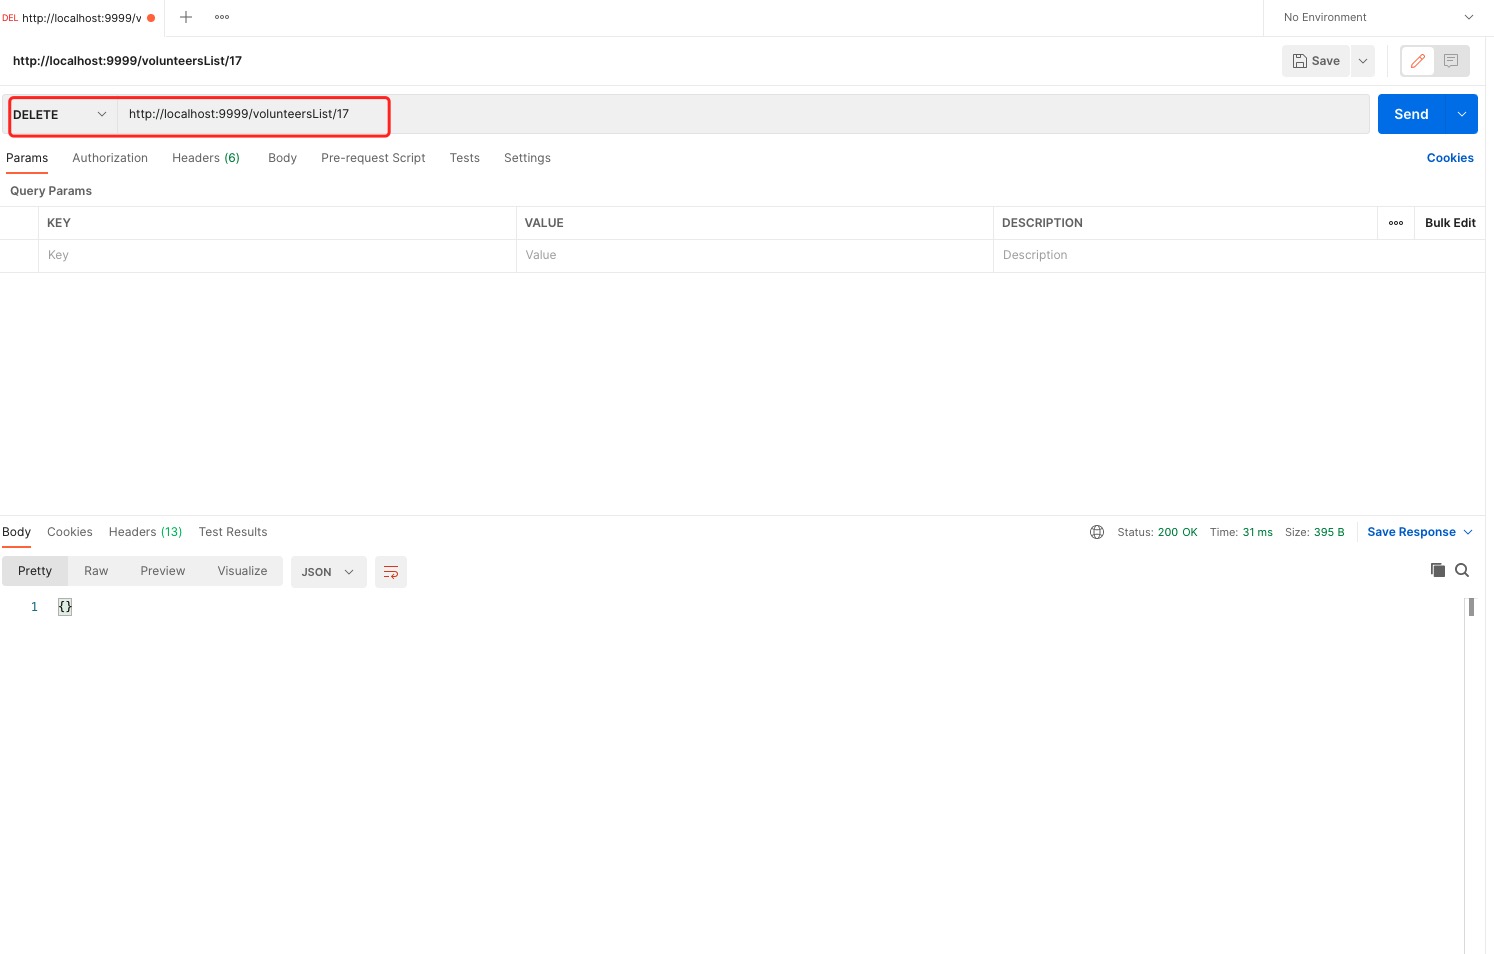 DEL http://localhost:9999/v
No Environment
http://localhost:9999/volunteersList/17
Save
DELETE http://localhost:9999/volunteersList/17
Send
Params Authorization Headers (6) Body Pre-request Script Tests Settings Cookies
Query Params
KEY VALUE DESCRIPTION Bulk Edit
Key Value Description
Body Cookies Headers (13) Test Results Status: 200 OK Time: 31 ms Size: 395 B Save Response
Pretty Raw Preview Visualize JSON
1 {}